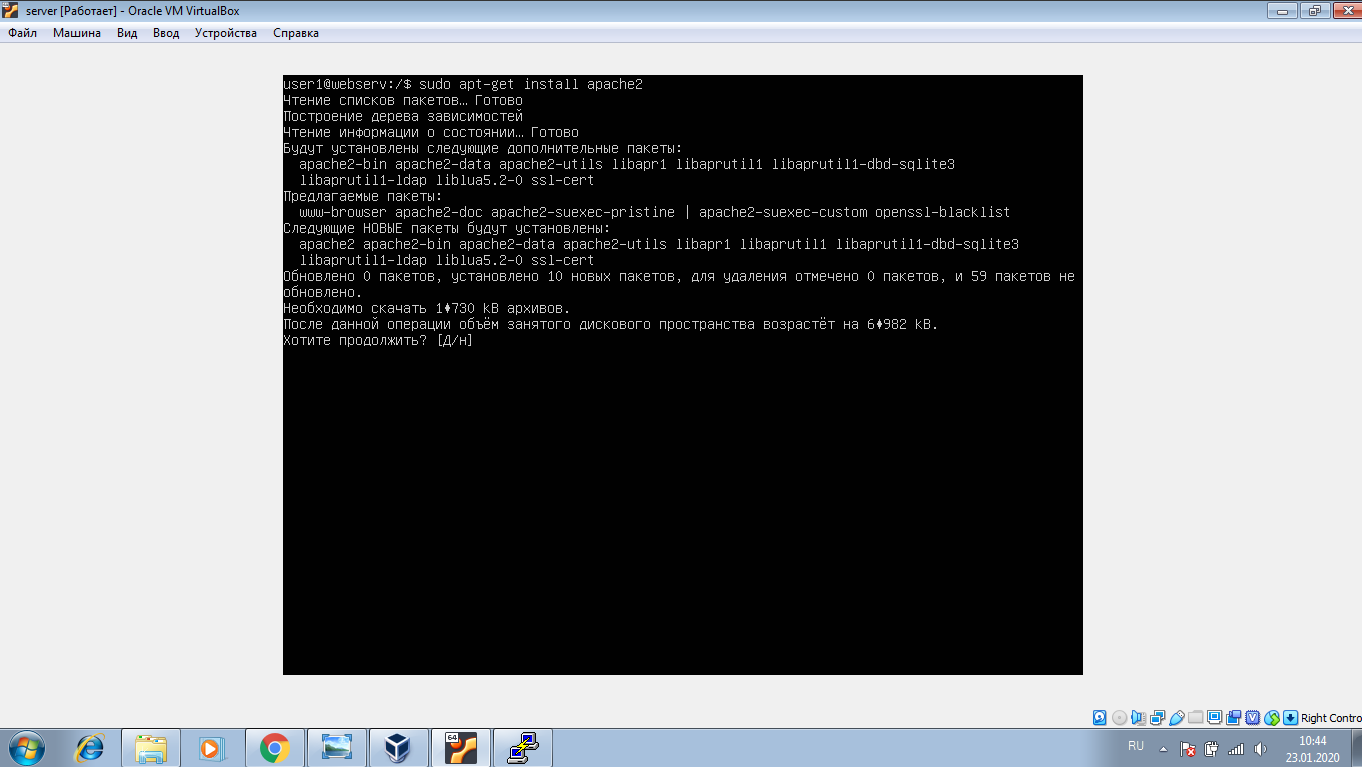 server [Работает] - Oracle VM VirtualBox
Файл Машина Вид Ввод Устройства Справка
user1@webserv:/$ sudo apt-get install apache2
Чтение списков пакетов… Готово
Построение дерева зависимостей
Чтение информации о состоянии… Готово
Будут установлены следующие дополнительные пакеты:
apache2-bin apache2-data apache2-utils libapr1 libaprutil1 libaprutil1-dbd-sqlite3
libaprutil1-ldap liblua5.2-0 ssl-cert
Предлагаемые пакеты:
www-browser apache2-doc apache2-suexec-pristine | apache2-suexec-custom openssl-blacklist
Следующие НОВЫЕ пакеты будут установлены:
apache2 apache2-bin apache2-data apache2-utils libapr1 libaprutil1 libaprutil1-dbd-sqlite3
libaprutil1-ldap liblua5.2-0 ssl-cert
Обновлено 0 пакетов, установлено 10 новых пакетов, для удаления отмечено 0 пакетов, и 59 пакетов не
обновлено.
Необходимо скачать 1♦730 kB архивов.
После данной операции объём занятого дискового пространства возрастёт на 6♦982 kB.
Хотите продолжить? [Д/н]
Right Contro
64
RU
10:44
23.01.2020